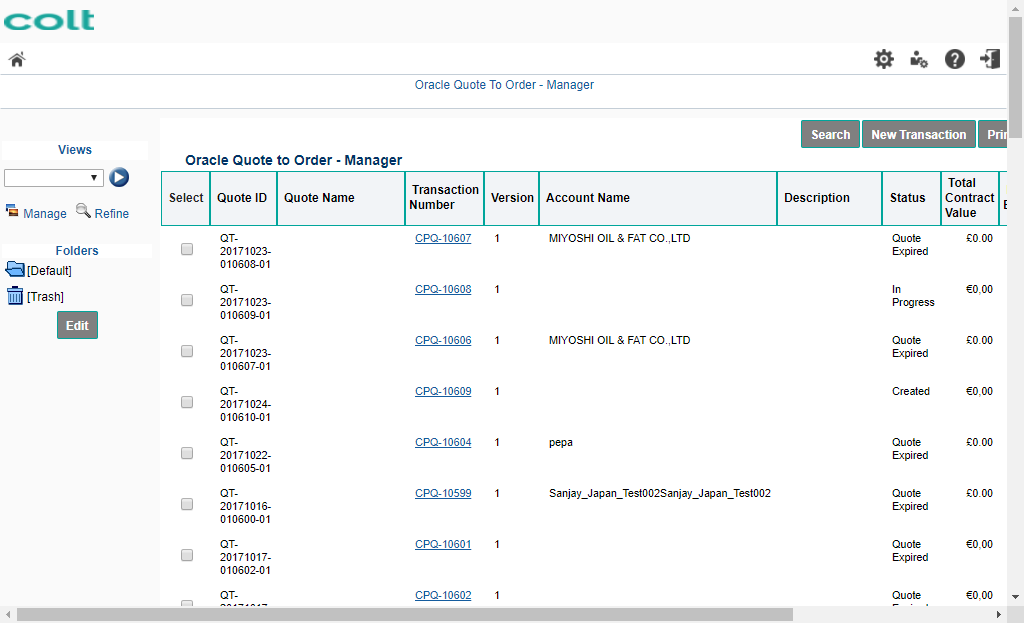 colt
Oracle Quote To Order - Manager
Search
New Transaction
Views
Oracle Quote to Order - Manager
Select
Quote ID
Quote Name
Transaction
Number
Version
Account Name
Description
Status
Total
Contract
Value
Manage
Refine
Folders
[Default]
[Trash]
Edit
QT-
20171023-
010608-01
CPQ-10607
1
MIYOSHI OIL & FAT CO.,LTD
Quote
Expired
£0.00
QT-
20171023-
010609-01
CPQ-10608
1
In
Progress
€0,00
QT-
20171023-
010607-01
CPQ-10606
1
MIYOSHI OIL & FAT CO.,LTD
Quote
Expired
£0.00
QT-
20171024-
010610-01
CPQ-10609
1
Created
€0,00
QT-
20171022-
010605-01
CPQ-10604
1
pepa
Quote
Expired
£0.00
QT-
20171016-
010600-01
CPQ-10599
1
Sanjay_Japan_Test002Sanjay_Japan_Test002
Quote
Expired
£0.00
QT-
20171017-
010602-01
CPQ-10601
1
Quote
Expired
€0,00
QT-
CPQ-10602
1
Quote
€0,00